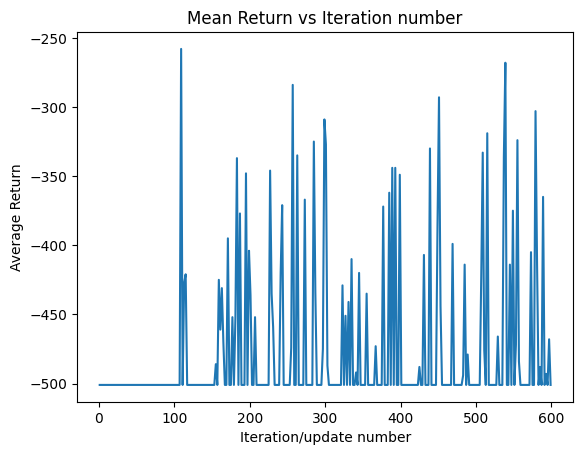 Mean Return vs Iteration number
Average Return
−250
−300
−350
−400
−450
−500
0 100 200 300 400 500 600
Iteration/update number